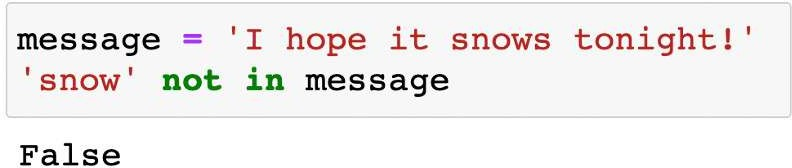 message = 'I hope it snows tonight!'
'snow' not in message
False